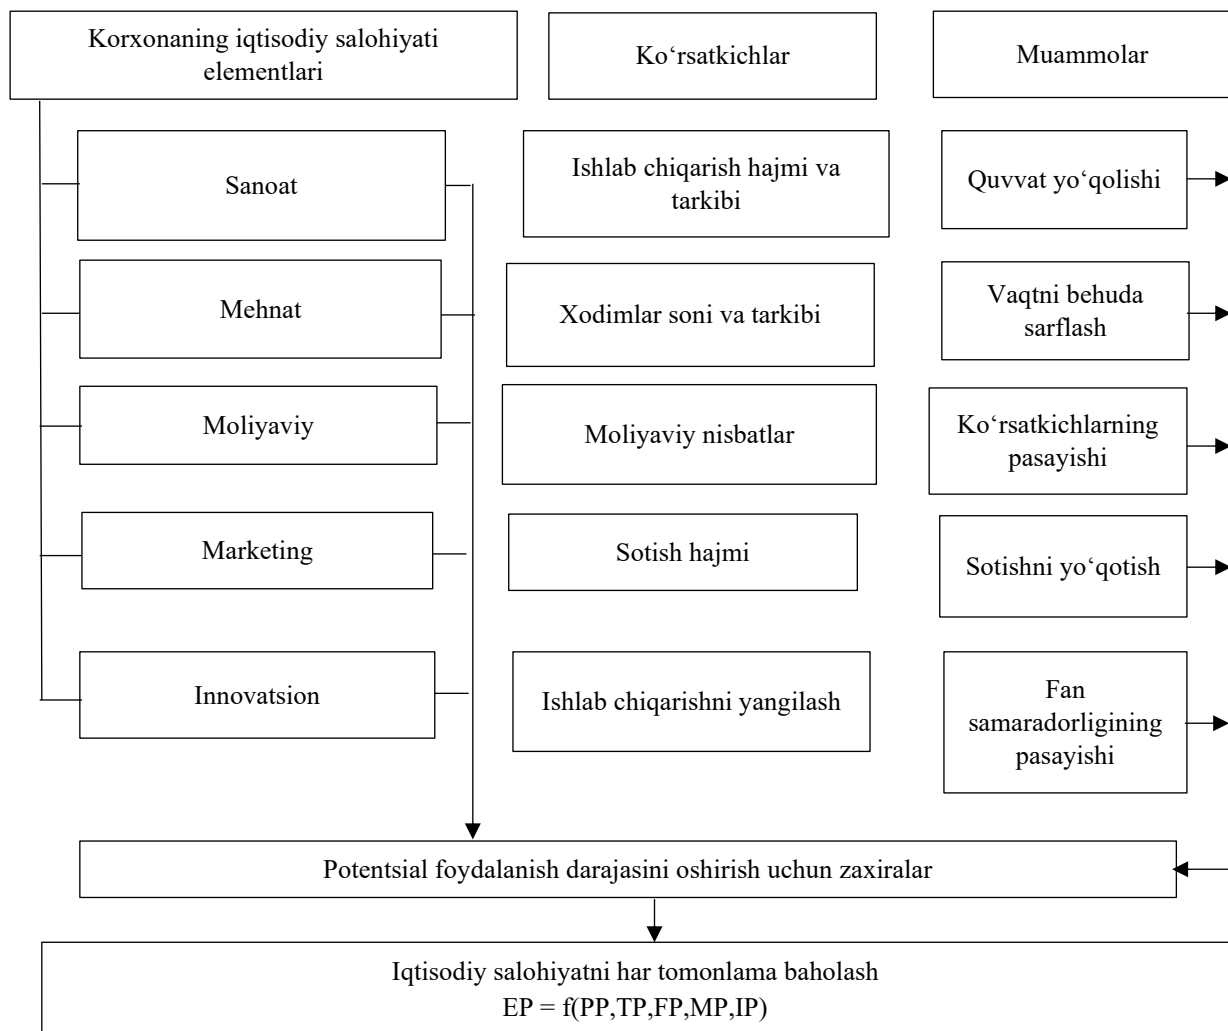 Korxonaning iqtisodiy salohiyati
elementlari
Ko‘rsatkichlar
Muammolar
Sanoat
Ishlab chiqarish hajmi va
tarkibi
Quvvat yo‘qolishi
Mehnat
Xodimlar soni va tarkibi
Vaqtni behuda
sarflash
Moliyaviy
Moliyaviy nisbatlar
Ko‘rsatkichlarning
pasayishi
Marketing
Sotish hajmi
Sotishni yo‘qotish
Innovatsion
Ishlab chiqarishni yangilash
Fan
samaradorligining
pasayishi
Potentsial foydalanish darajasini oshirish uchun zaxiralar
Iqtisodiy salohiyatni har tomonlama baholash
EP = f(PP,TP,FP,MP,IP)